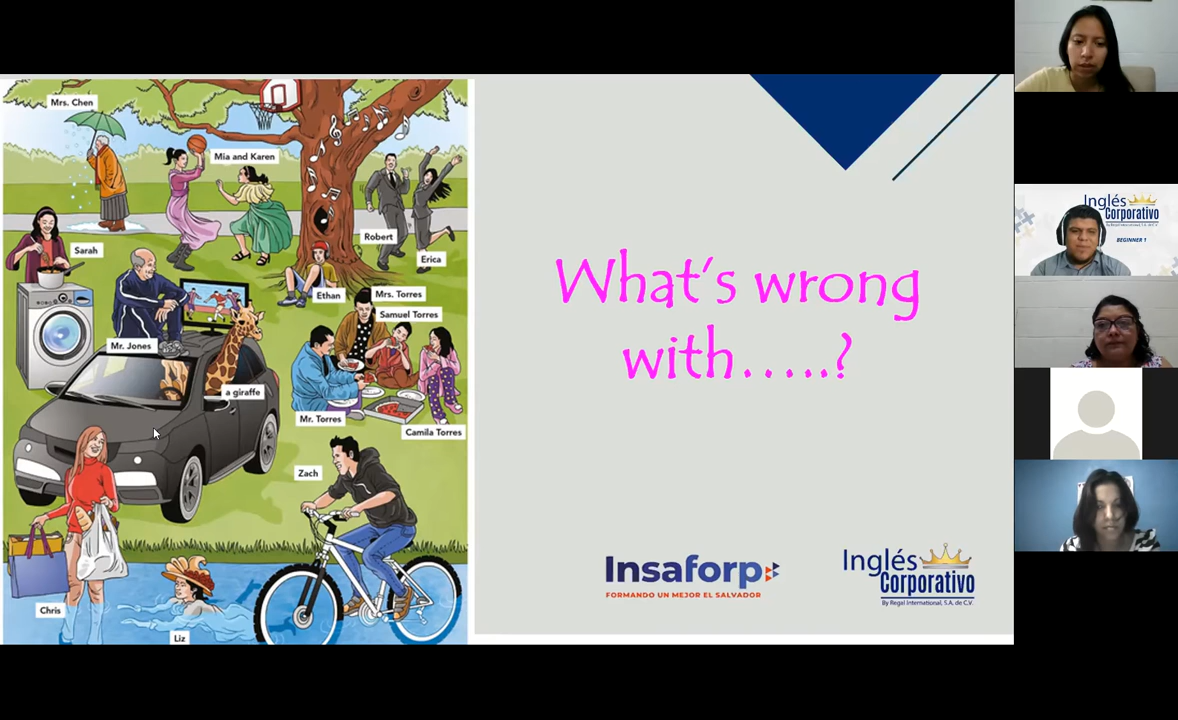 Mrs. Chen
Mia and Karen
Sarah
Robert
Erica
Ethan
Mrs. Torres
Samuel Torres
Mr. Jones
a giraffe
Mr. Torres
Camila Torres
Zach
Chris
Liz
What's wrong
with.....?
Insaforp
FORMANDO UN MEJOR EL SALVADOR
Inglés
Corporativo
By Regal International, S.A. de C.V.
Inglés
Corporativo
BEGINNER 1